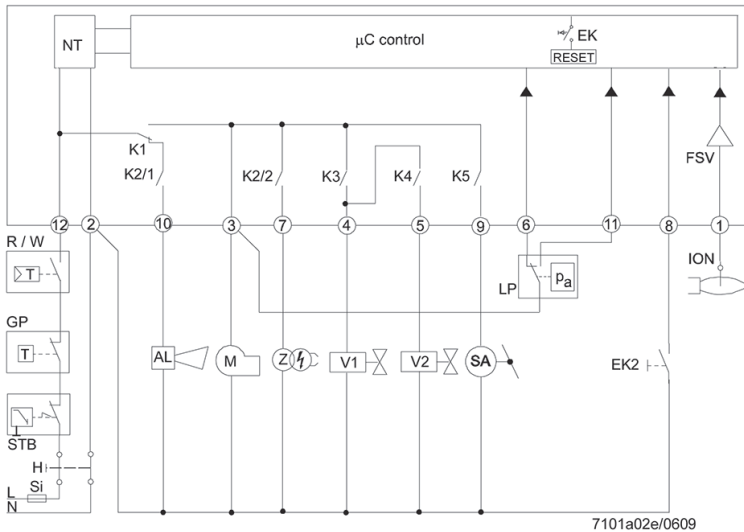 NT
μC control
EK
RESET
FSV
K1
K2/1
K2/2
K3
K4
K5
12
2
10
3
7
4
5
9
6
11
8
1
R / W
T
GP
T
STB
H
Si
L
N
AL
M
Z
V1
V2
SA
LP
pa
ION
EK2
7101a02e/0609